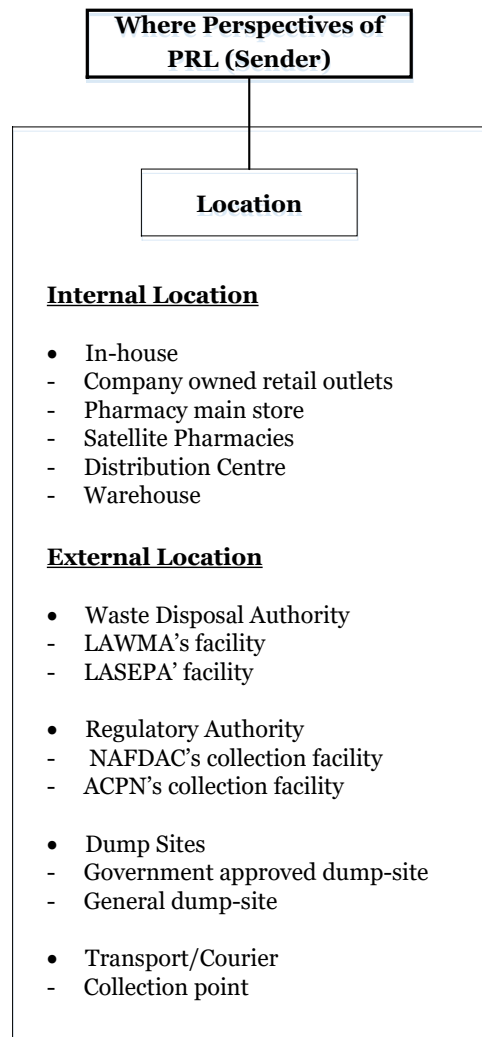 Where Perspectives of
PRL (Sender)
Location
Internal Location
• In-house
- Company owned retail outlets
- Pharmacy main store
- Satellite Pharmacies
- Distribution Centre
- Warehouse
External Location
• Waste Disposal Authority
- LAWMA’s facility
- LASEPA’ facility
• Regulatory Authority
- NAFDAC’s collection facility
- ACPN’s collection facility
• Dump Sites
- Government approved dump-site
- General dump-site
• Transport/Courier
- Collection point